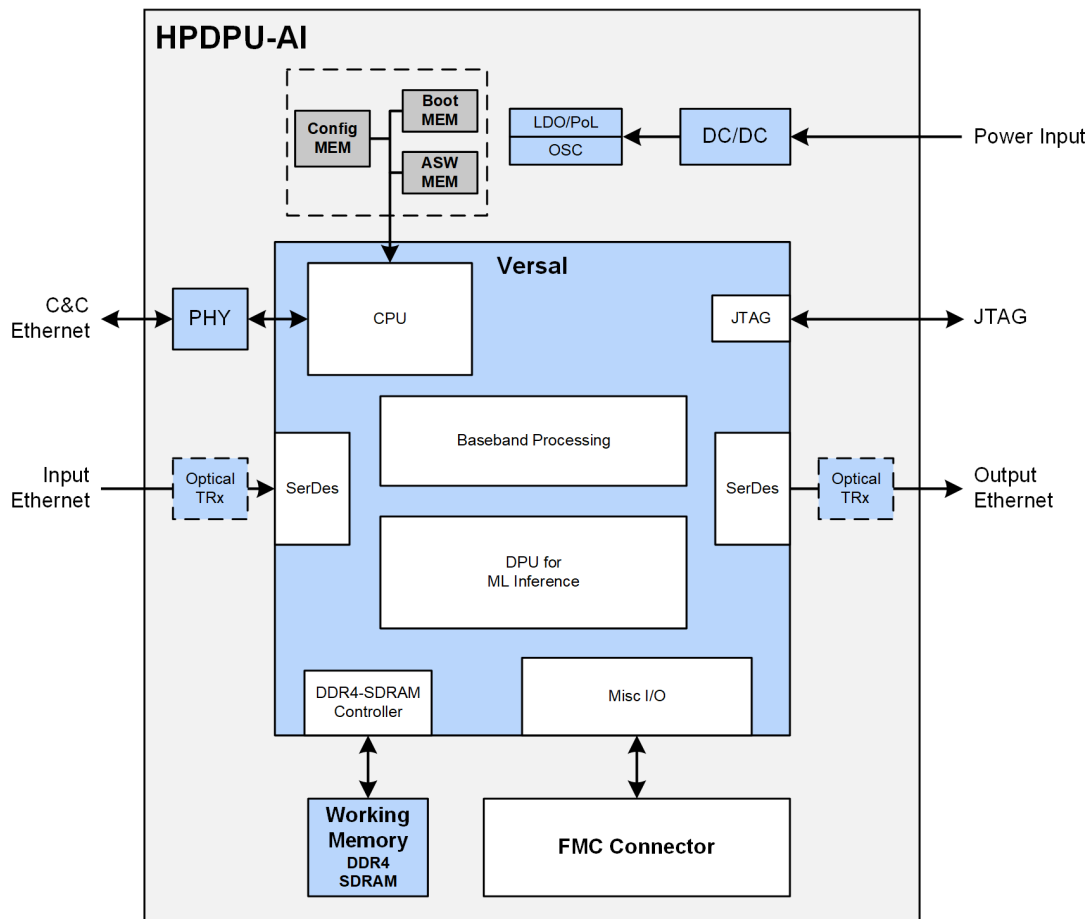 HPDPU-AI
Boot
MEM
Config
MEM
ASW
MEM
LDO/PoL
OSC
DC/DC
Power Input
Versal
C&C
Ethernet
PHY
CPU
JTAG
JTAG
Baseband Processing
Input
Ethernet
Optical
TRx
SerDes
SerDes
Optical
TRx
Output
Ethernet
DPU for
ML Inference
DDR4-SDRAM
Controller
Misc I/O
Working
Memory
DDR4
SDRAM
FMC Connector